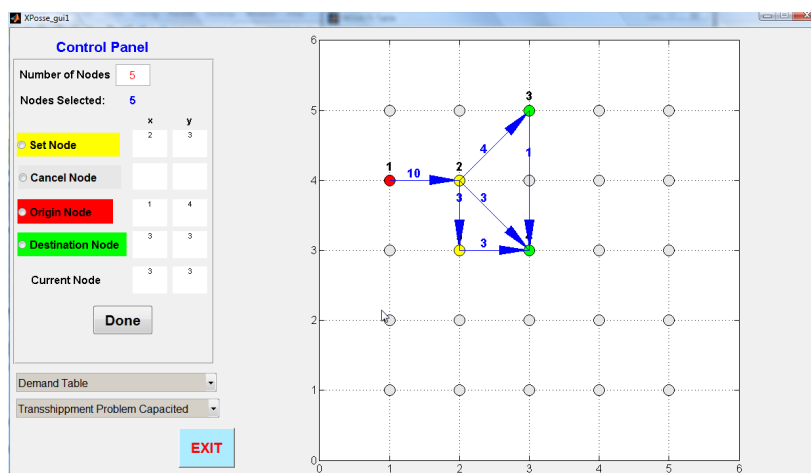 XPosse_gui1
Control Panel
Number of Nodes 5
Nodes Selected: 5
x y
Set Node 2 3
Cancel Node
Origin Node 1 4
Destination Node 3 3
Current Node 3 3
Done
Demand Table
Transshippment Problem Capacited
EXIT
6
3
5
4 1
1 10 2
4
3 3
3
3
2
1
0
0 1 2 3 4 5 6